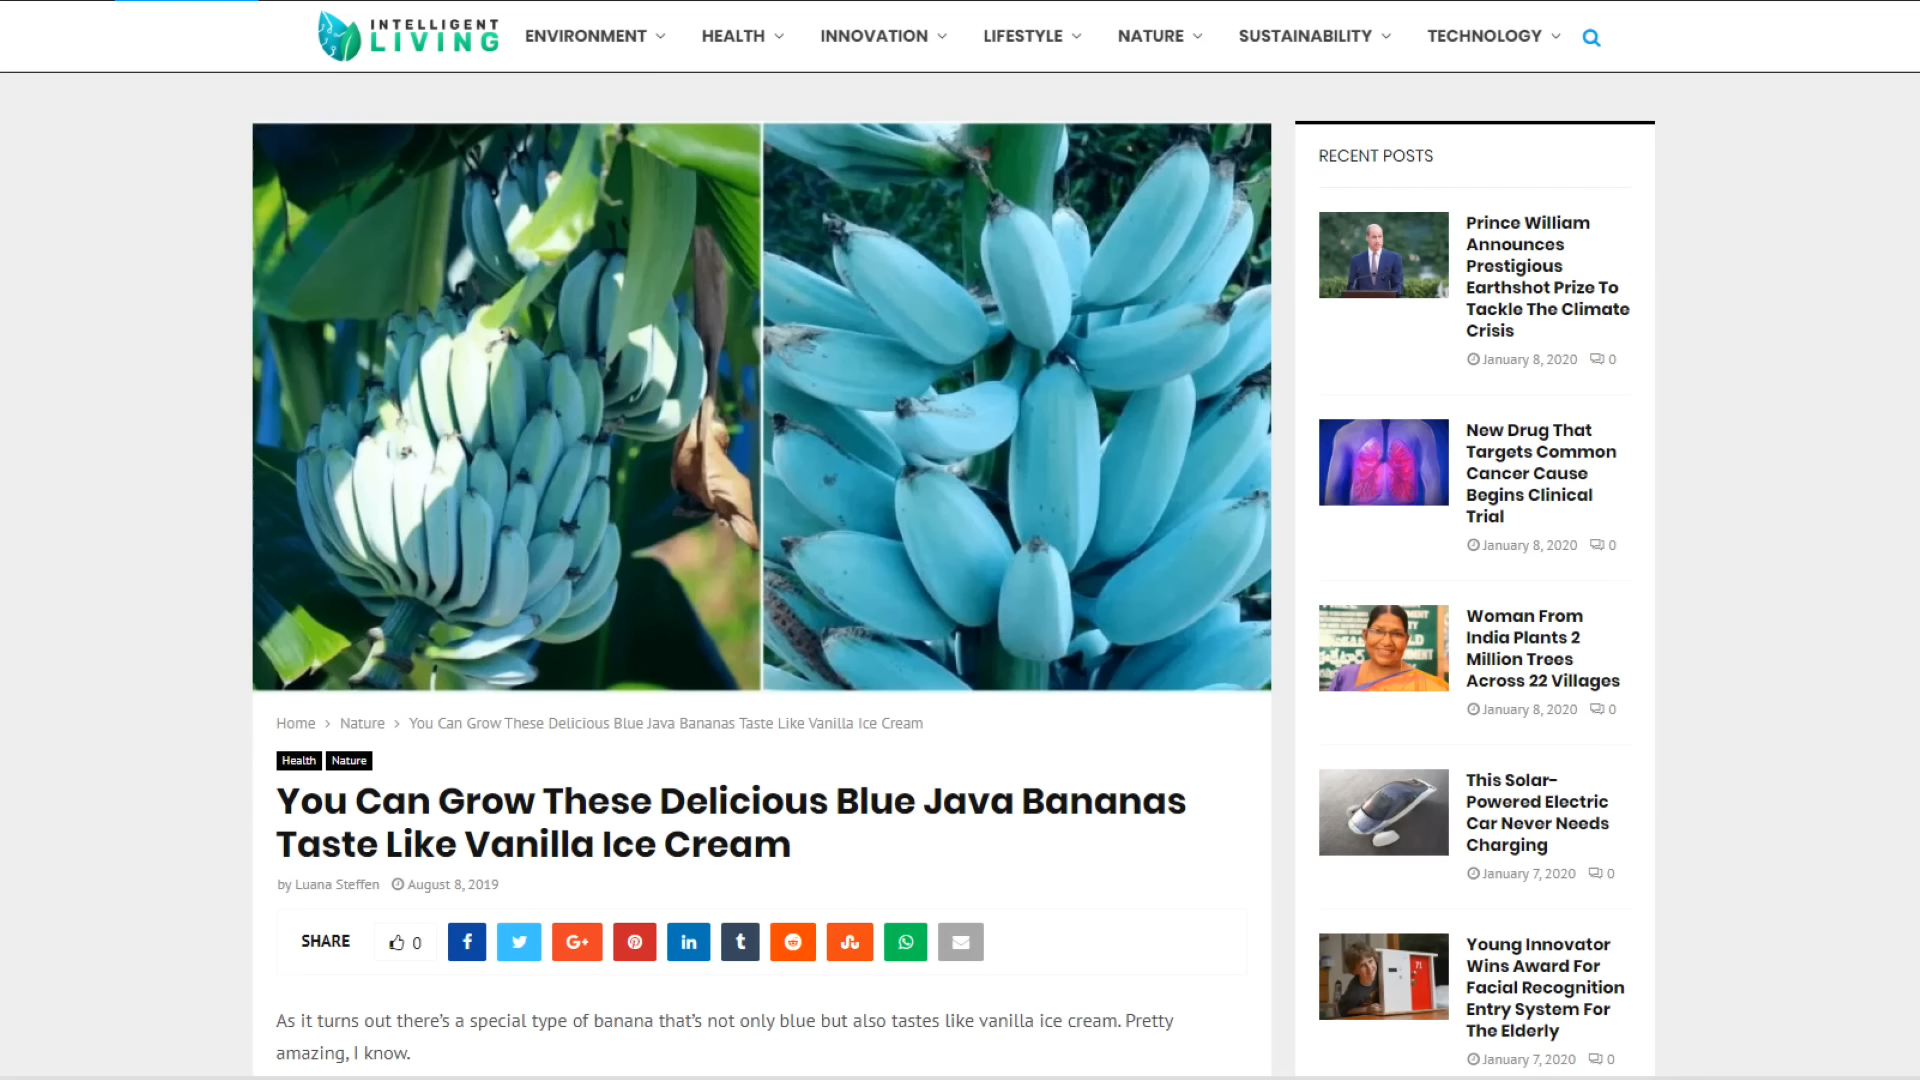 INTELLIGENT
LIVING
ENVIRONMENT
HEALTH
INNOVATION
LIFESTYLE
NATURE
SUSTAINABILITY
TECHNOLOGY
Home > Nature > You Can Grow These Delicious Blue Java Bananas Taste Like Vanilla Ice Cream
Health Nature
You Can Grow These Delicious Blue Java Bananas
Taste Like Vanilla Ice Cream
by Luana Steffen August 8, 2019
SHARE 0
As it turns out there's a special type of banana that's not only blue but also tastes like vanilla ice cream. Pretty
amazing, I know.
RECENT POSTS
Prince William
Announces
Prestigious
Earthshot Prize To
Tackle The Climate
Crisis
January 8, 2020 0
New Drug That
Targets Common
Cancer Cause
Begins Clinical
Trial
January 8, 2020 0
Woman From
India Plants 2
Million Trees
Across 22 Villages
January 8, 2020 0
This Solar-
Powered Electric
Car Never Needs
Charging
January 7, 2020 0
71
Young Innovator
Wins Award For
Facial Recognition
Entry System For
The Elderly
January 7, 2020 0